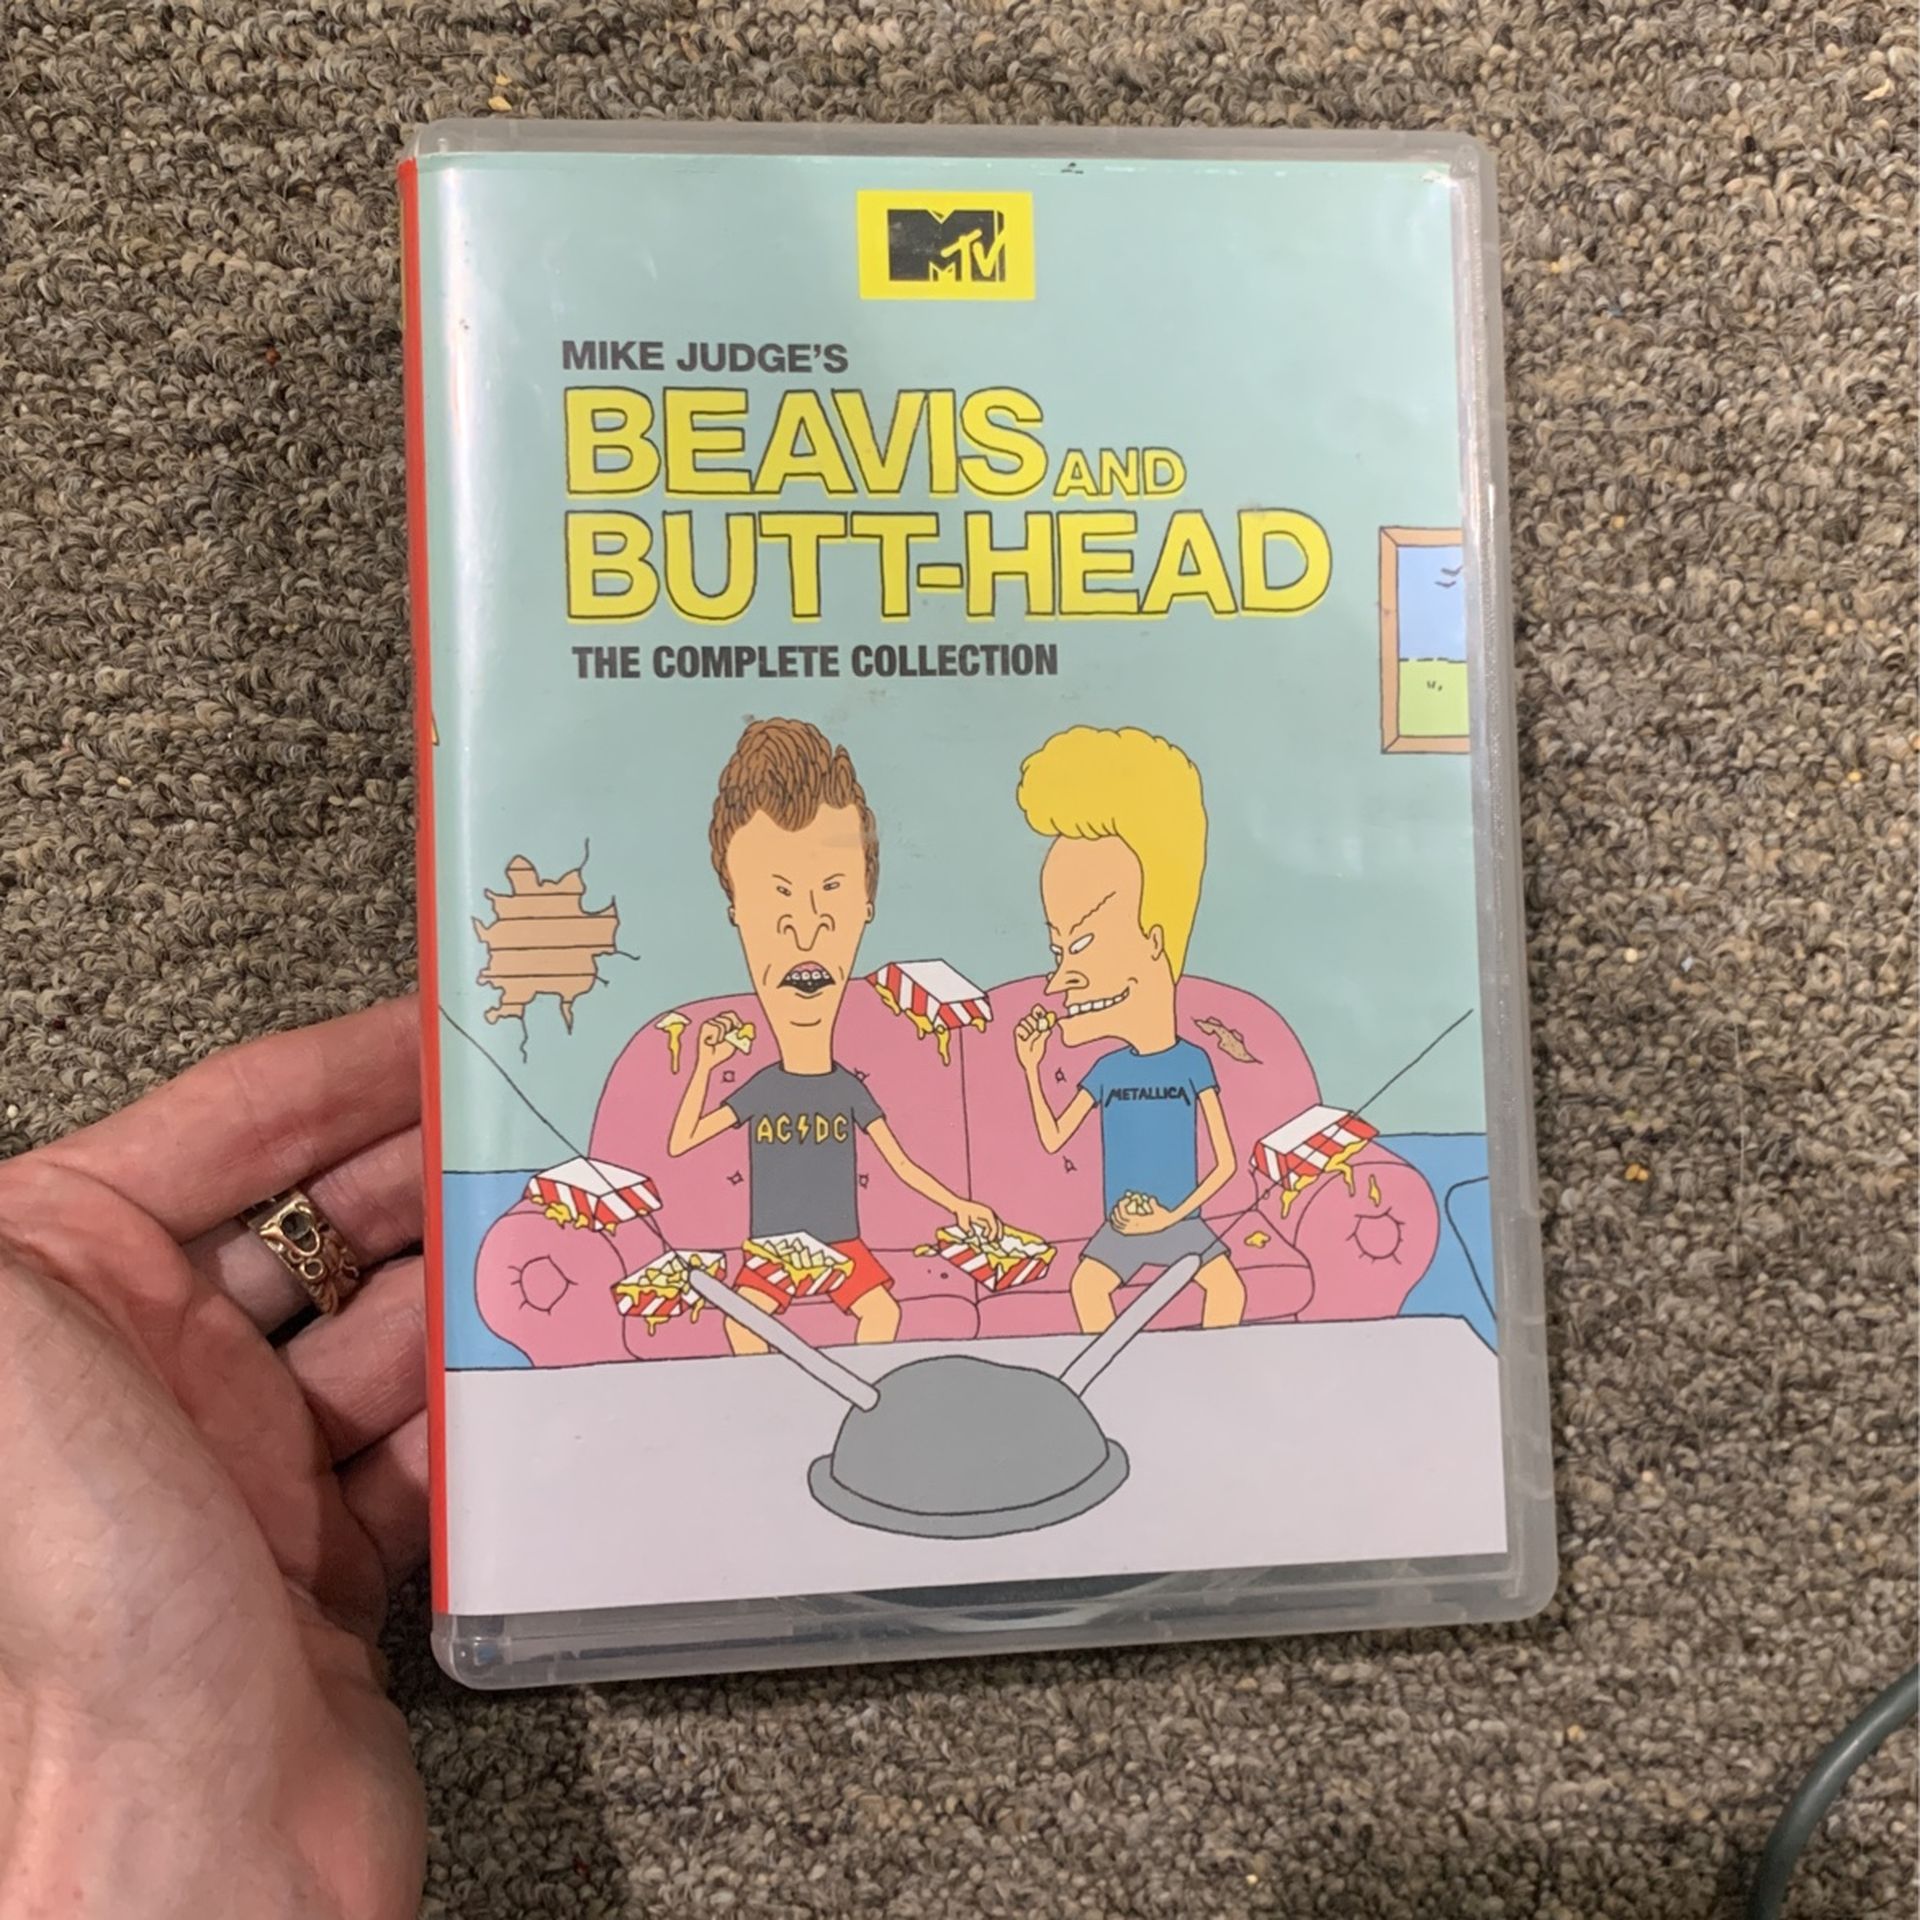 MTV
MIKE JUDGE'S
BEAVIS AND
BUTT-HEAD
THE COMPLETE COLLECTION
AC⚡DC
METALLICA